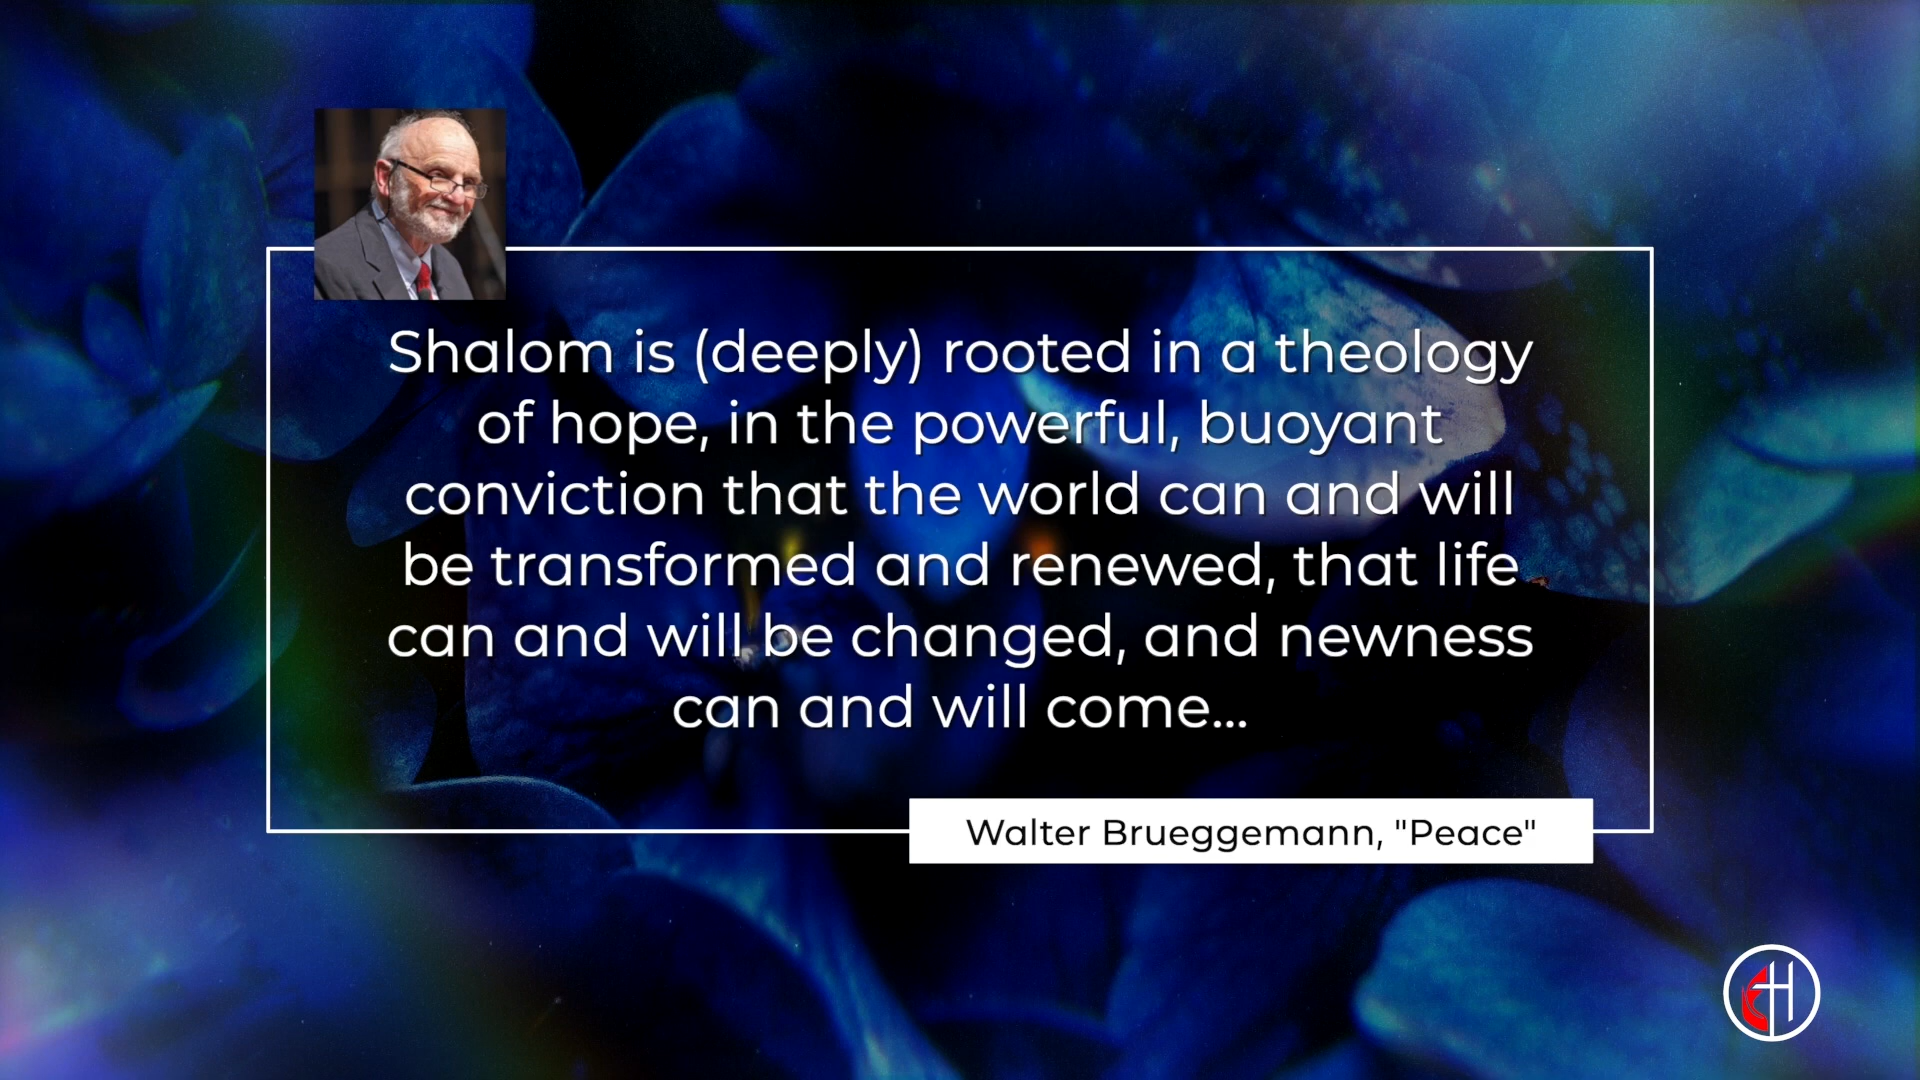 Shalom is (deeply) rooted in a theology
of hope, in the powerful, buoyant
conviction that the world can and will
be transformed and renewed, that life
can and will be changed, and newness
can and will come...
Walter Brueggemann, "Peace"
H